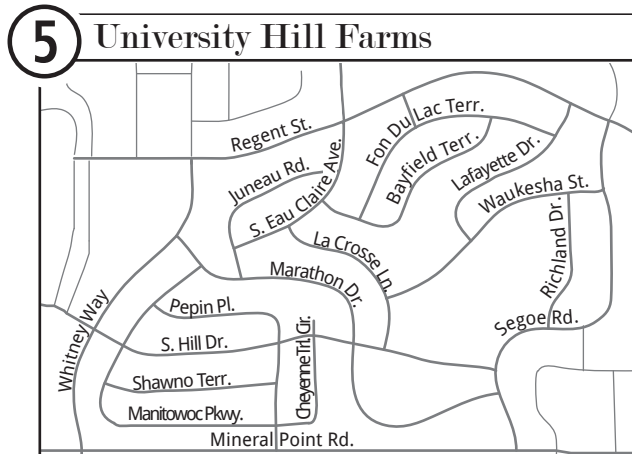 5 University Hill Farms
Regent St.
Fon Du Lac Terr.
Bayfield Terr.
Lafayette Dr.
Juneau Rd.
S. Eau Claire Ave.
Waukesha St.
La Crosse Ln.
Richland Dr.
Marathon Dr.
Whitney Way
Pepin Pl.
Segoe Rd.
S. Hill Dr.
Cheyenne Trl. Cir.
Shawno Terr.
Manitowoc Pkwy.
Mineral Point Rd.